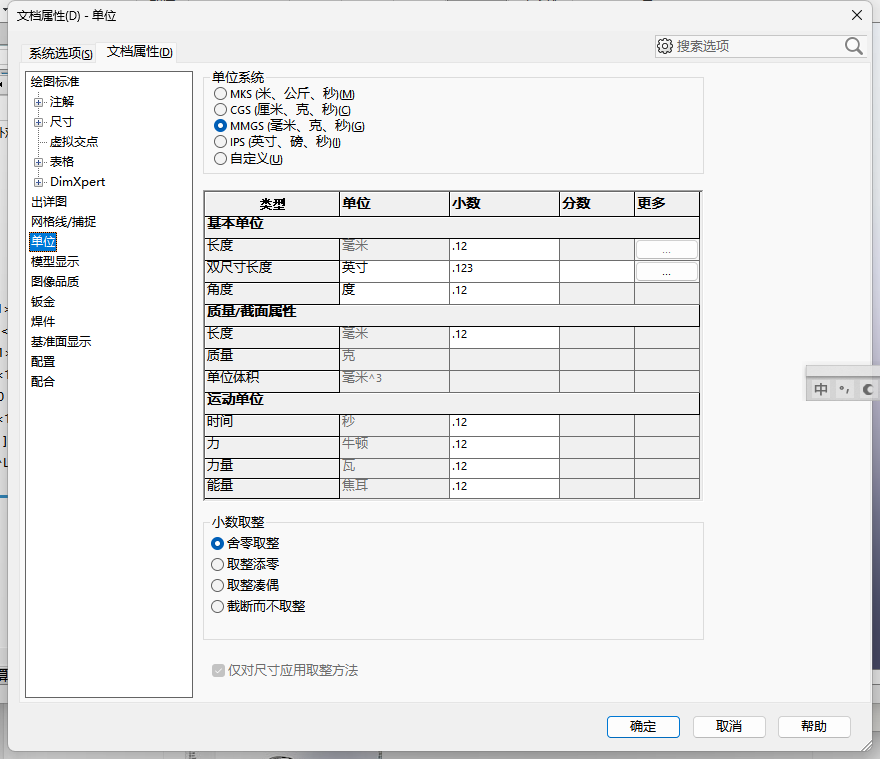 文档属性(D) - 单位
系统选项(S) 文档属性(D)
搜索选项
绘图标准
注解
尺寸
虚拟交点
表格
DimXpert
出详图
网格线/捕捉
单位
模型显示
图像品质
钣金
焊件
基准面显示
配置
配合
单位系统
MKS (米、公斤、秒)(M)
CGS (厘米、克、秒)(C)
MMGS (毫米、克、秒)(G)
IPS (英寸、磅、秒)(I)
自定义(U)
类型 单位 小数 分数 更多
基本单位
长度 毫米 .12 ...
双尺寸长度 英寸 .123 ...
角度 度 .12
质量/截面属性
长度 毫米 .12
质量 克
单位体积 毫米^3
运动单位
时间 秒 .12
力 牛顿 .12
力量 瓦 .12
能量 焦耳 .12
小数取整
舍零取整
取整添零
取整凑偶
截断而不取整
仅对尺寸应用取整方法
确定 取消 帮助
中 °,